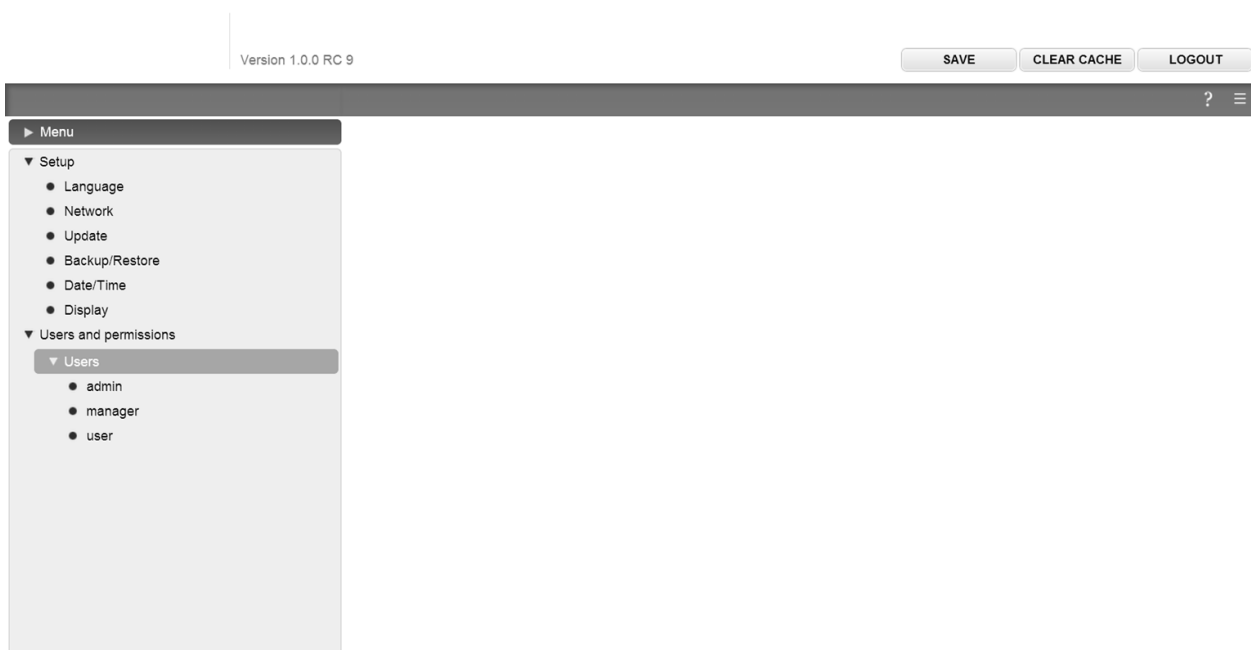 Version 1.0.0 RC 9
SAVE CLEAR CACHE LOGOUT
?
Menu
Setup
Language
Network
Update
Backup/Restore
Date/Time
Display
Users and permissions
Users
admin
manager
user